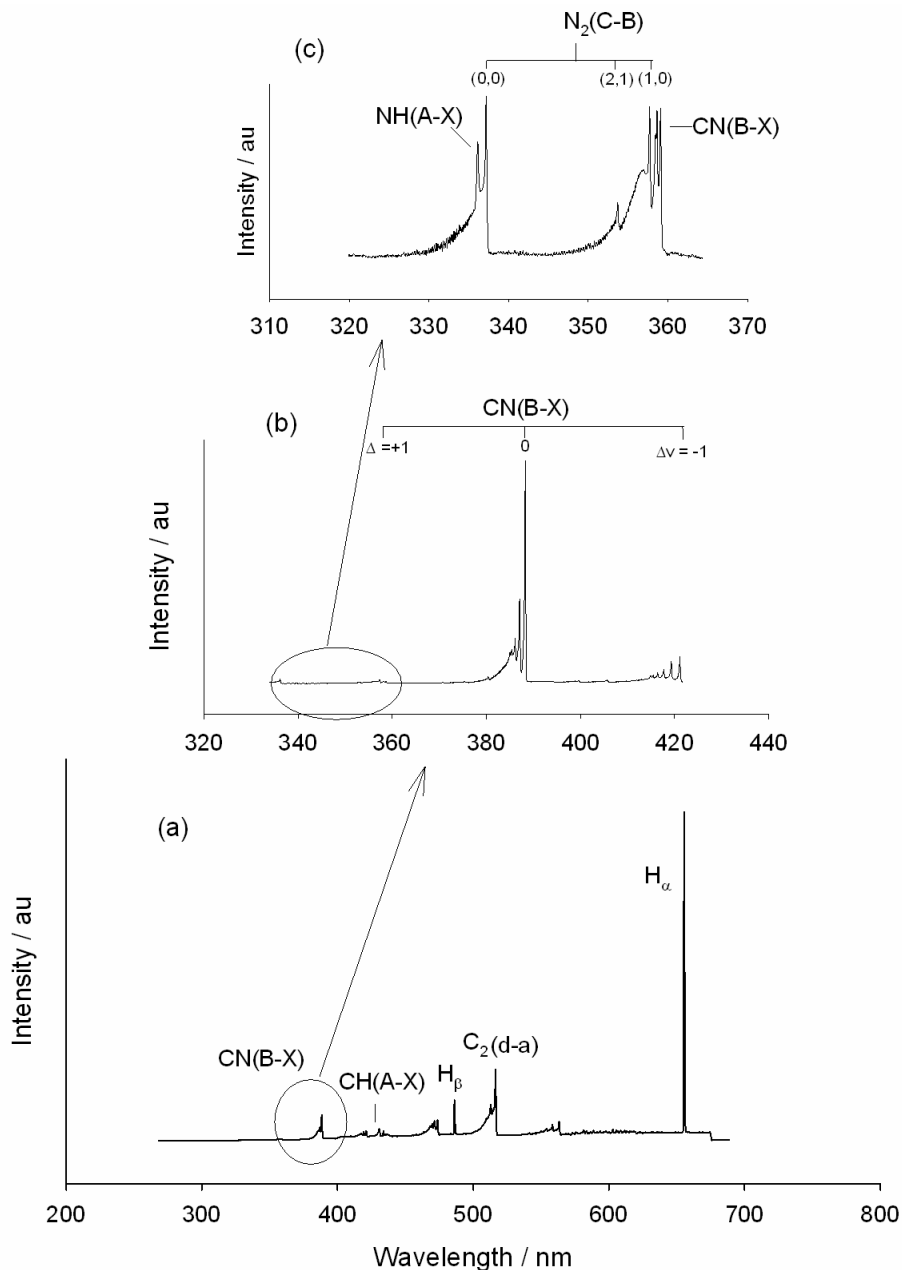 N₂(C-B)
(c)
(0,0) (2,1) (1,0)
NH(A-X)
CN(B-X)
Intensity / au
310 320 330 340 350 360 370
CN(B-X)
(b)
Δ =+1 0 Δv = -1
Intensity / au
320 340 360 380 400 420 440
(a)
Hα
Intensity / au
C₂(d-a)
CN(B-X)
CH(A-X)
Hβ
200 300 400 500 600 700 800
Wavelength / nm